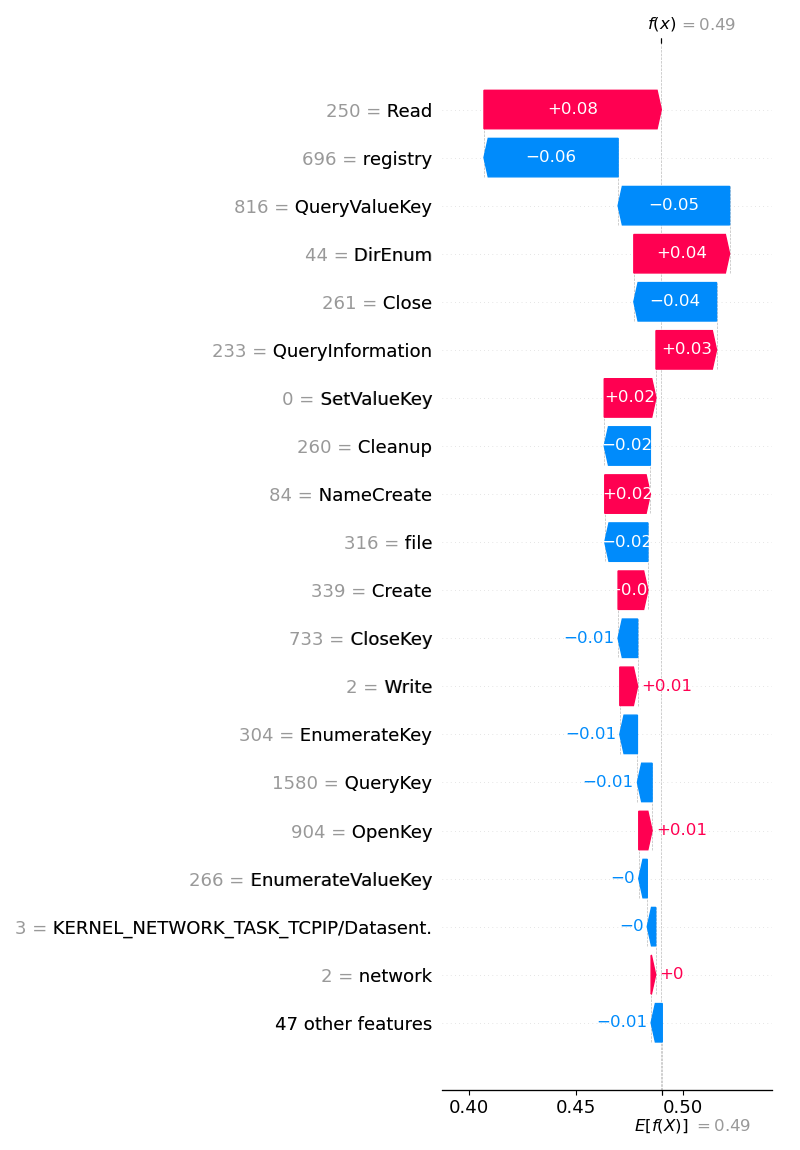 f(x) = 0.49
250 = Read
+0.08
696 = registry
−0.06
816 = QueryValueKey
−0.05
44 = DirEnum
+0.04
261 = Close
−0.04
233 = QueryInformation
+0.03
0 = SetValueKey
+0.02
260 = Cleanup
−0.02
84 = NameCreate
+0.02
316 = file
−0.02
339 = Create
733 = CloseKey
−0.01
2 = Write
+0.01
304 = EnumerateKey
−0.01
1580 = QueryKey
−0.01
904 = OpenKey
+0.01
266 = EnumerateValueKey
−0
3 = KERNEL_NETWORK_TASK_TCPIP/Datasent.
−0
2 = network
+0
47 other features
−0.01
0.40 0.45 0.50
E[f(X)] = 0.49